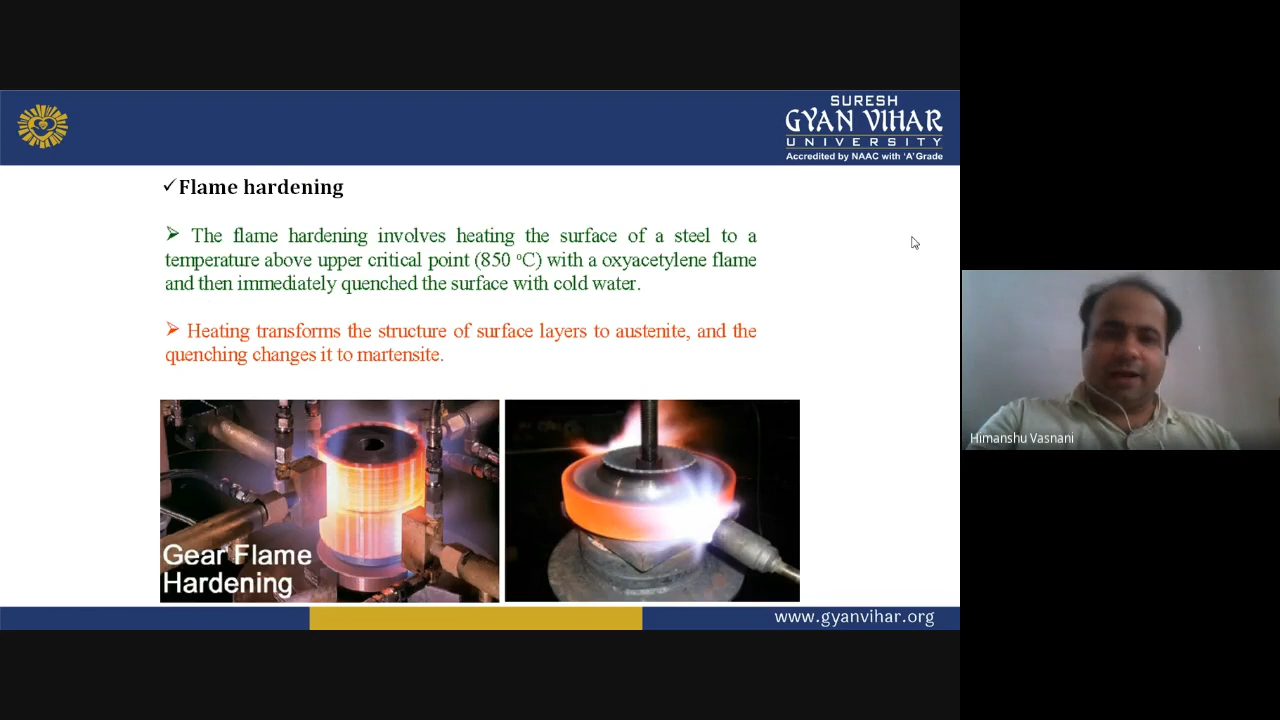 SURESH
GYAN VIHAR
UNIVERSITY
Accredited by NAAC with 'A' Grade
✓Flame hardening
➢ The flame hardening involves heating the surface of a steel to a
temperature above upper critical point (850 °C) with a oxyacetylene flame
and then immediately quenched the surface with cold water.
➢ Heating transforms the structure of surface layers to austenite, and the
quenching changes it to martensite.
Gear Flame
Hardening
www.gyanvihar.org
Himanshu Vasnani